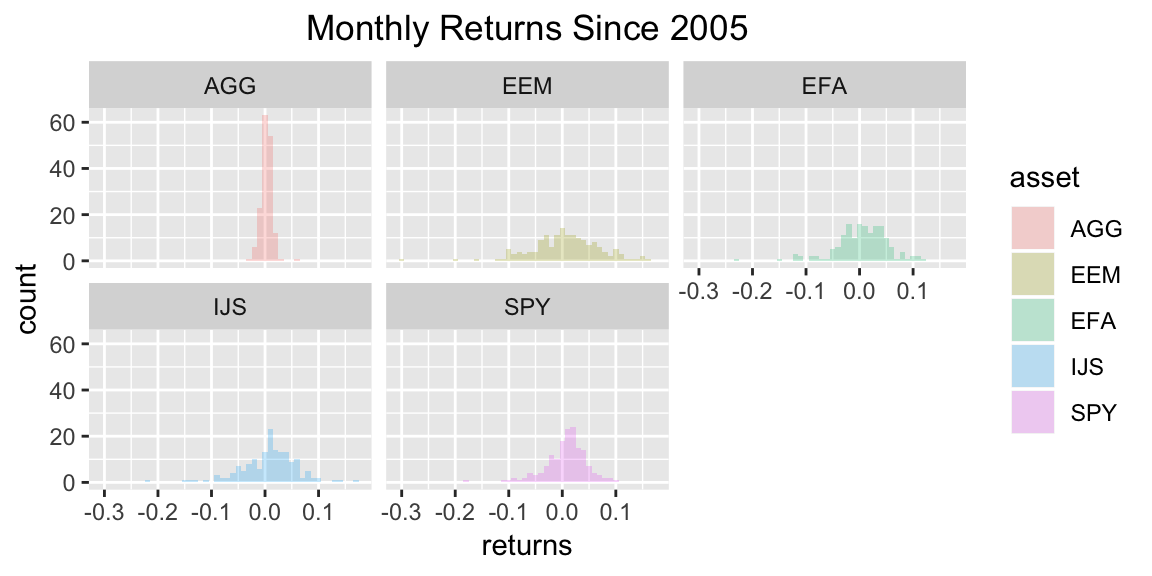 Monthly Returns Since 2005
AGG
EEM
EFA
60
40
20
0
-0.3 -0.2 -0.1 0.0 0.1
IJS
SPY
60
40
20
0
-0.3 -0.2 -0.1 0.0 0.1
-0.3 -0.2 -0.1 0.0 0.1
count
returns
asset
AGG
EEM
EFA
IJS
SPY